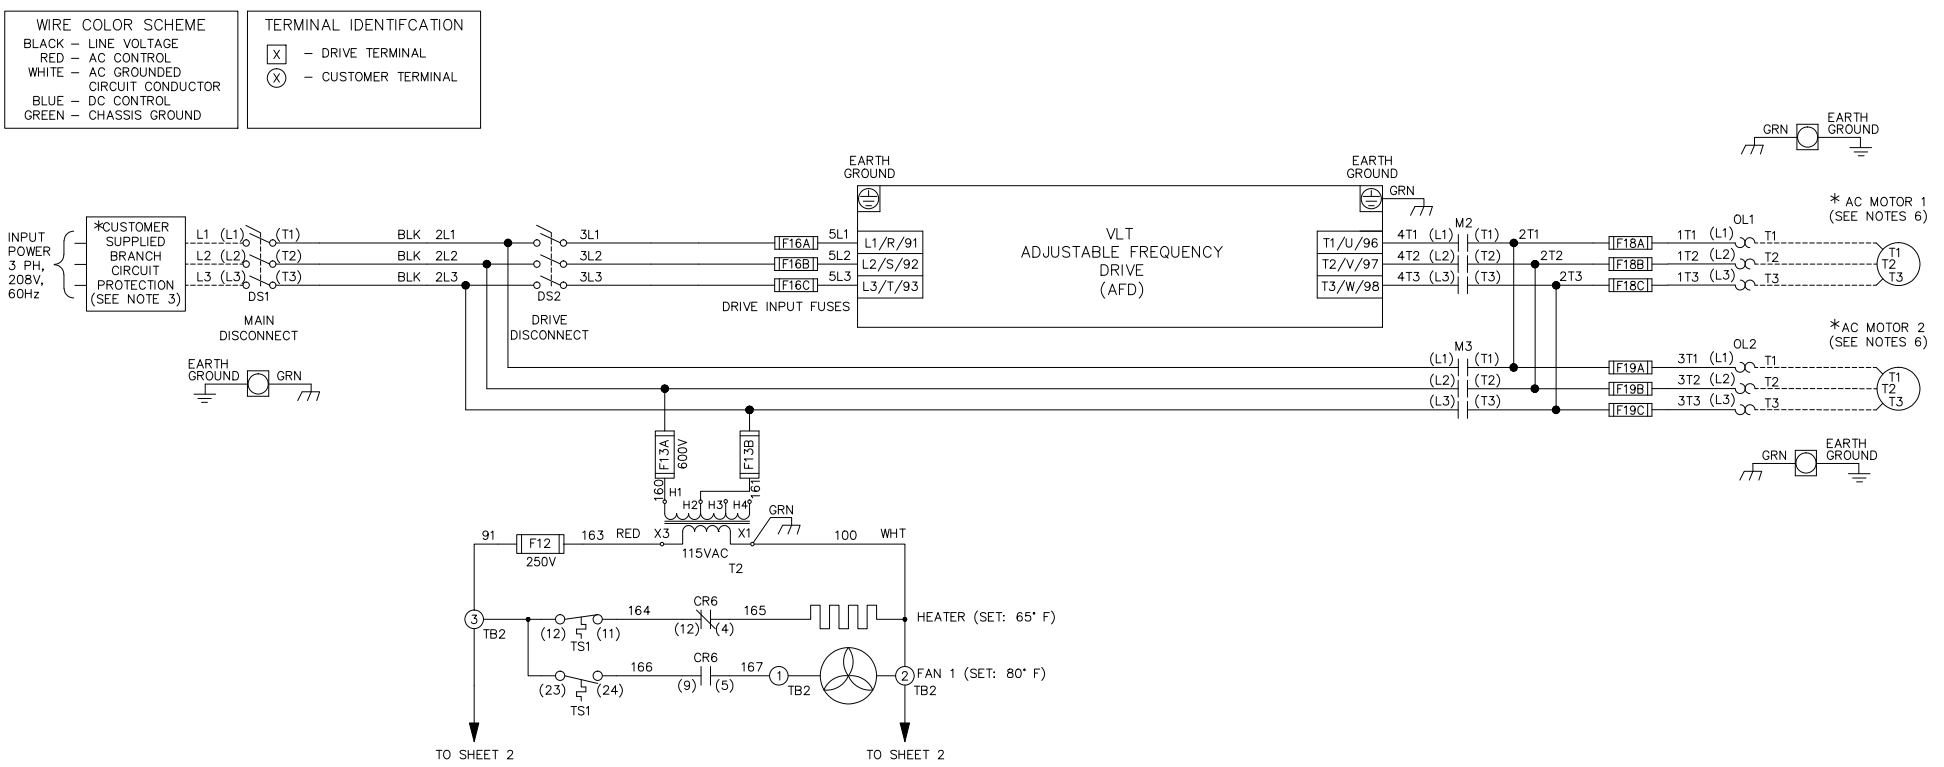 WIRE COLOR SCHEME
BLACK – LINE VOLTAGE
RED – AC CONTROL
WHITE – AC GROUNDED
CIRCUIT CONDUCTOR
BLUE – DC CONTROL
GREEN – CHASSIS GROUND
TERMINAL IDENTIFCATION
X – DRIVE TERMINAL
X – CUSTOMER TERMINAL
INPUT
POWER
3 PH,
208V,
60Hz
*CUSTOMER
SUPPLIED
BRANCH
CIRCUIT
PROTECTION
(SEE NOTE 3)
L1 (L1) (T1)
L2 (L2) (T2)
L3 (L3) (T3)
DS1
MAIN
DISCONNECT
EARTH
GROUND
GRN
BLK 2L1
BLK 2L2
BLK 2L3
DS2
DRIVE
DISCONNECT
3L1
3L2
3L3
F16A
F16B
F16C
DRIVE INPUT FUSES
5L1
5L2
5L3
EARTH
GROUND
L1/R/91
L2/S/92
L3/T/93
VLT
ADJUSTABLE FREQUENCY
DRIVE
(AFD)
EARTH
GROUND
GRN
T1/U/96
T2/V/97
T3/W/98
M2
4T1 (L1) (T1) 2T1
4T2 (L2) (T2) 2T2
4T3 (L3) (T3) 2T3
F18A
F18B
F18C
OL1
1T1 (L1) T1
1T2 (L2) T2
1T3 (L3) T3
GRN
EARTH
GROUND
* AC MOTOR 1
(SEE NOTES 6)
T1
T2
T3
M3
(L1) (T1)
(L2) (T2)
(L3) (T3)
F19A
F19B
F19C
OL2
3T1 (L1) T1
3T2 (L2) T2
3T3 (L3) T3
*AC MOTOR 2
(SEE NOTES 6)
T1
T2
T3
GRN
EARTH
GROUND
F13A
600V
F13B
160
161
H1
H2
H3
H4
GRN
91
F12
250V
163
RED
X3
X1
115VAC
T2
100
WHT
3
TB2
(12)
(11)
TS1
164
CR6
(12)
(4)
165
HEATER (SET: 65° F)
(23)
(24)
TS1
166
CR6
(9)
(5)
167
1
TB2
2
TB2
FAN 1 (SET: 80° F)
TO SHEET 2
TO SHEET 2